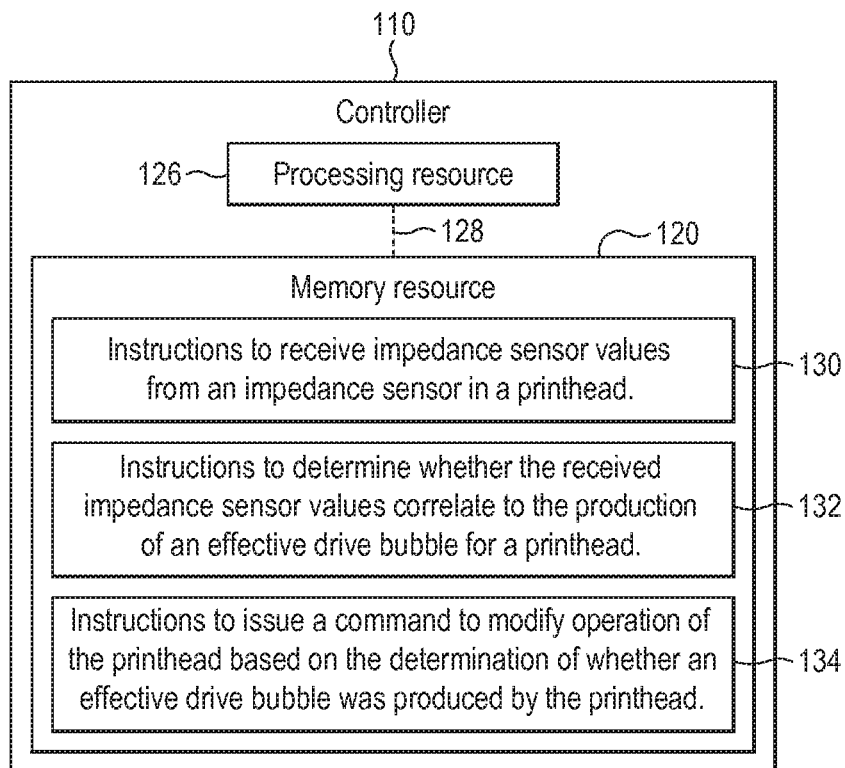 110
Controller
126
Processing resource
128
120
Memory resource
Instructions to receive impedance sensor values
from an impedance sensor in a printhead.
130
Instructions to determine whether the received
impedance sensor values correlate to the production
of an effective drive bubble for a printhead.
132
Instructions to issue a command to modify operation of
the printhead based on the determination of whether an
effective drive bubble was produced by the printhead.
134